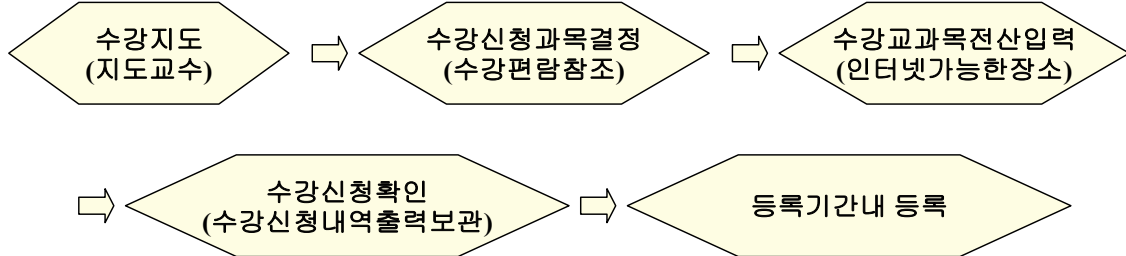 수강지도
(지도교수)
수강신청과목결정
(수강편람참조)
수강교과목전산입력
(인터넷가능한장소)
수강신청확인
(수강신청내역출력보관)
등록기간내 등록